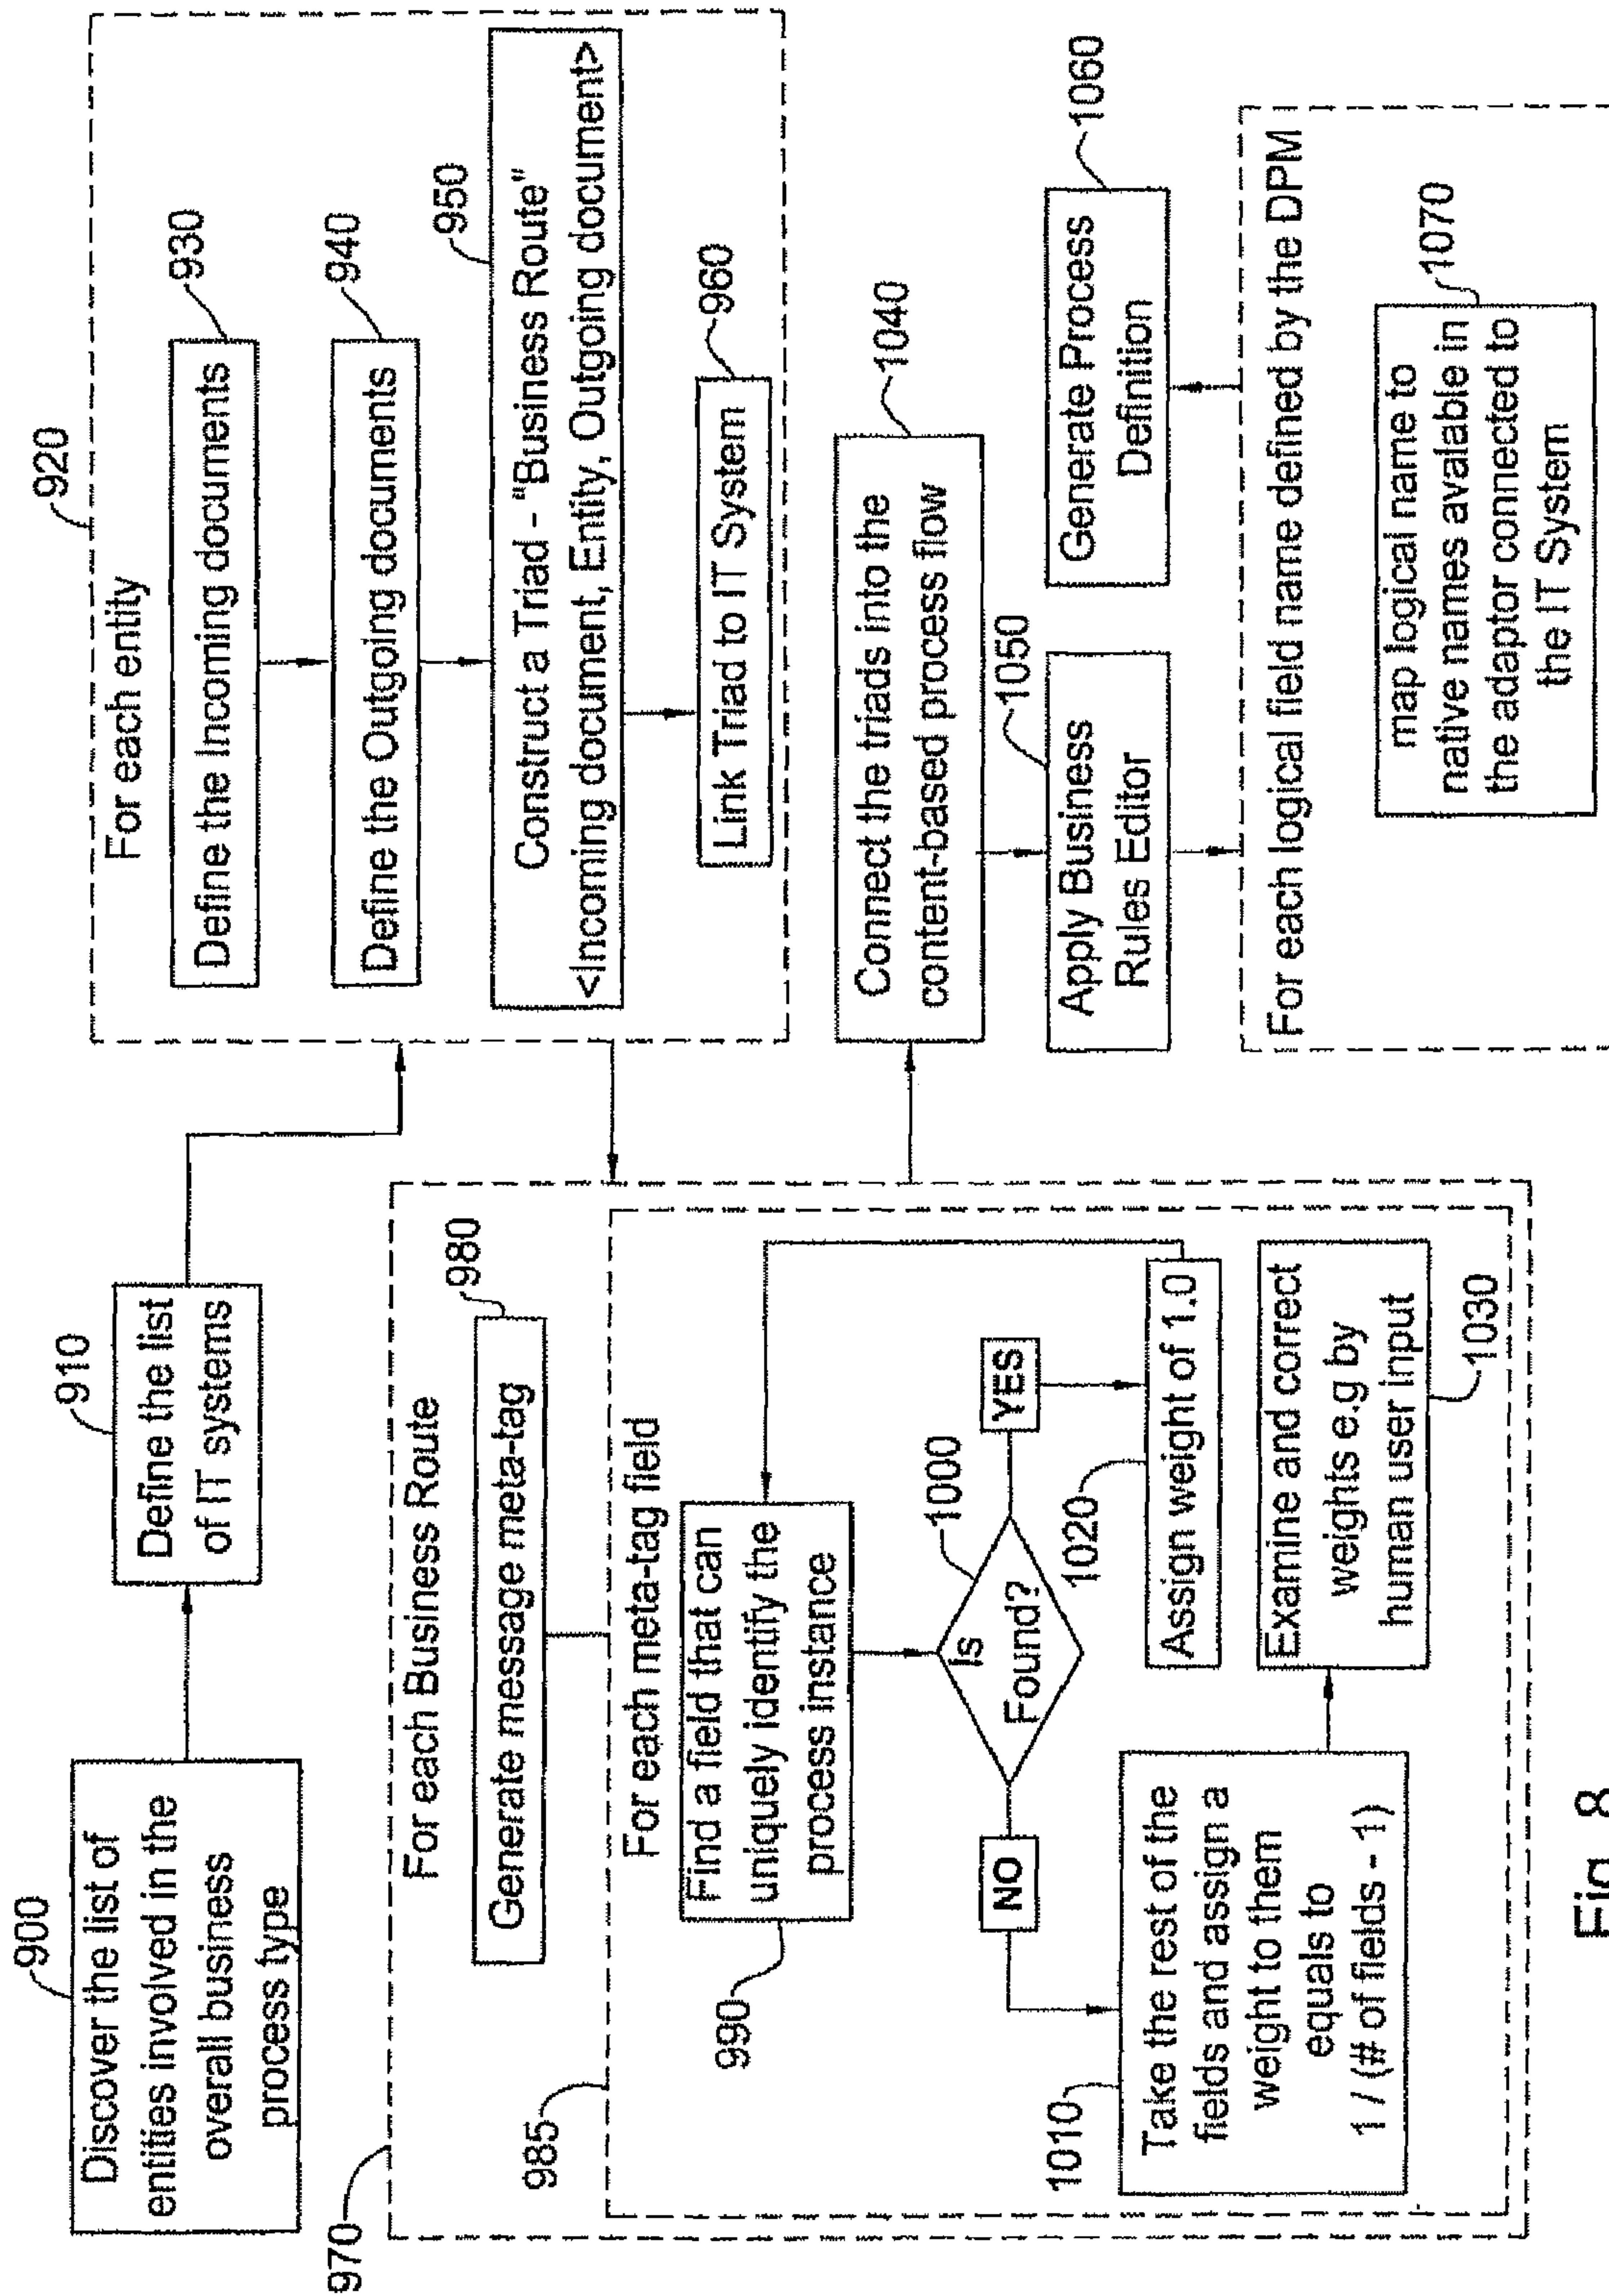 900
Discover the list of
entities involved in the
overall business
process type
910
Define the list
of IT systems
920
For each entity
930
Define the Incoming documents
940
Define the Outgoing documents
950
Construct a Triad - "Business Route"
<Incoming document, Entity, Outgoing document>
960
Link Triad to IT System
970
For each Business Route
980
Generate message meta-tag
985
For each meta-tag field
990
Find a field that can
uniquely identify the
process instance
1000
Is
Found?
YES
NO
1010
Take the rest of the
fields and assign a
weight to them
equals to
1 / (# of fields - 1)
1020
Assign weight of 1.0
Examine and correct
weights e.g by
human user input
1030
1040
Connect the triads into the
content-based process flow
1050
Apply Business
Rules Editor
1060
Generate Process
Definition
For each logical field name defined by the DPM
1070
map logical name to
native names avalable in
the adaptor connected to
the IT System
Fig. 8